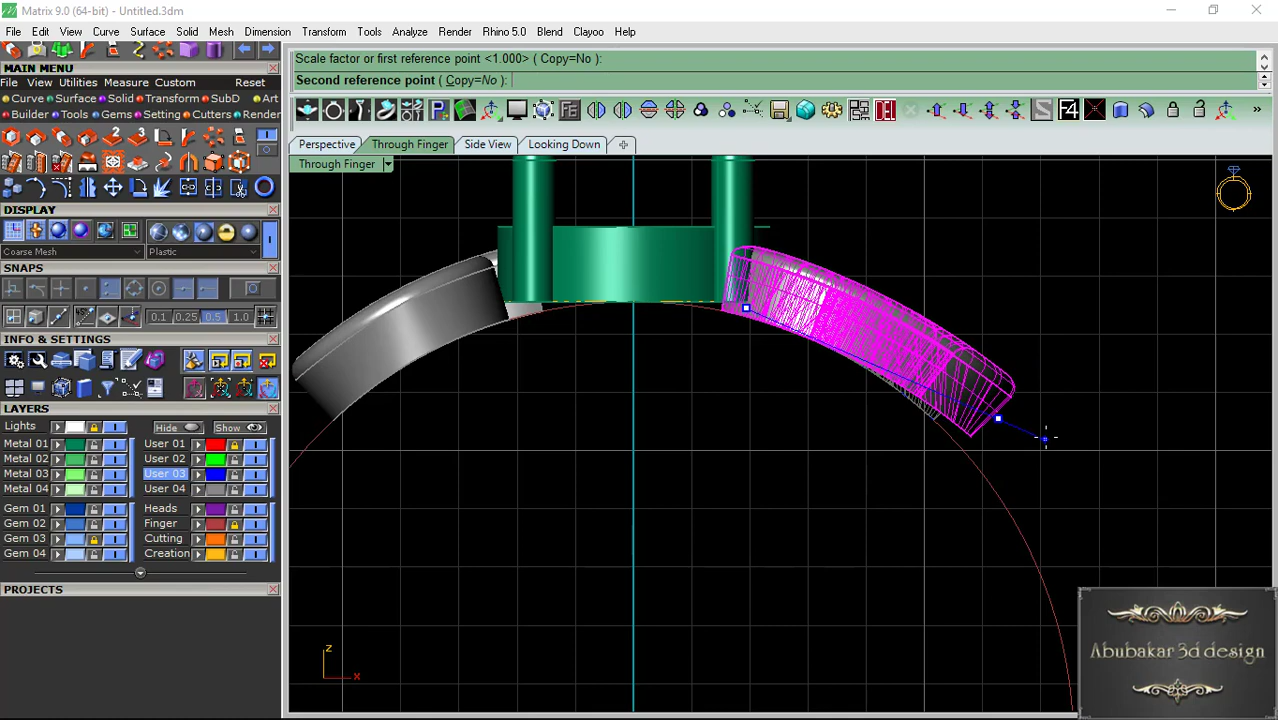 Matrix 9.0 (64-bit) - Untitled.3dm
File Edit View Curve Surface Solid Mesh Dimension Transform Tools Analyze Render Rhino 5.0 Blend Clayoo Help
Scale factor or first reference point <1.000> ( Copy=No ):
Second reference point ( Copy=No ):
MAIN MENU
File View Utilities Measure Custom Reset
Curve Surface Solid Transform SubD Art
Builder Tools Gems Setting Cutters Render
DISPLAY
Coarse Mesh Plastic
SNAPS
0.1 0.25 0.5 1.0
INFO & SETTINGS
LAYERS
Lights Hide Show
Metal 01 User 01
Metal 02 User 02
Metal 03 User 03
Metal 04 User 04
Gem 01 Heads
Gem 02 Finger
Gem 03 Cutting
Gem 04 Creation
PROJECTS
Perspective Through Finger Side View Looking Down
Through Finger
F4
z
x
Abubakar 3d design